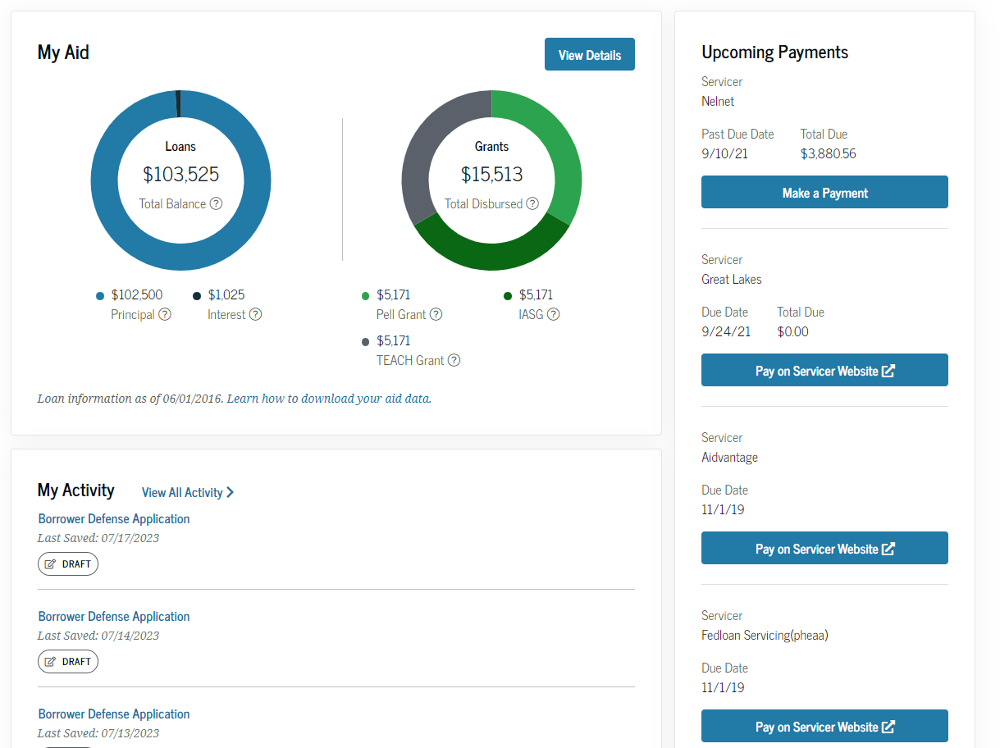 My Aid
View Details
Loans
$103,525
Total Balance
$102,500
Principal
$1,025
Interest
Grants
$15,513
Total Disbursed
$5,171
Pell Grant
$5,171
IASG
$5,171
TEACH Grant
Loan information as of 06/01/2016. Learn how to download your aid data.
My Activity
View All Activity
Borrower Defense Application
Last Saved: 07/17/2023
DRAFT
Borrower Defense Application
Last Saved: 07/14/2023
DRAFT
Borrower Defense Application
Last Saved: 07/13/2023
Upcoming Payments
Servicer
Nelnet
Past Due Date Total Due
9/10/21 $3,880.56
Make a Payment
Servicer
Great Lakes
Due Date Total Due
9/24/21 $0.00
Pay on Servicer Website
Servicer
Aidvantage
Due Date
11/1/19
Pay on Servicer Website
Servicer
Fedloan Servicing(pheaa)
Due Date
11/1/19
Pay on Servicer Website